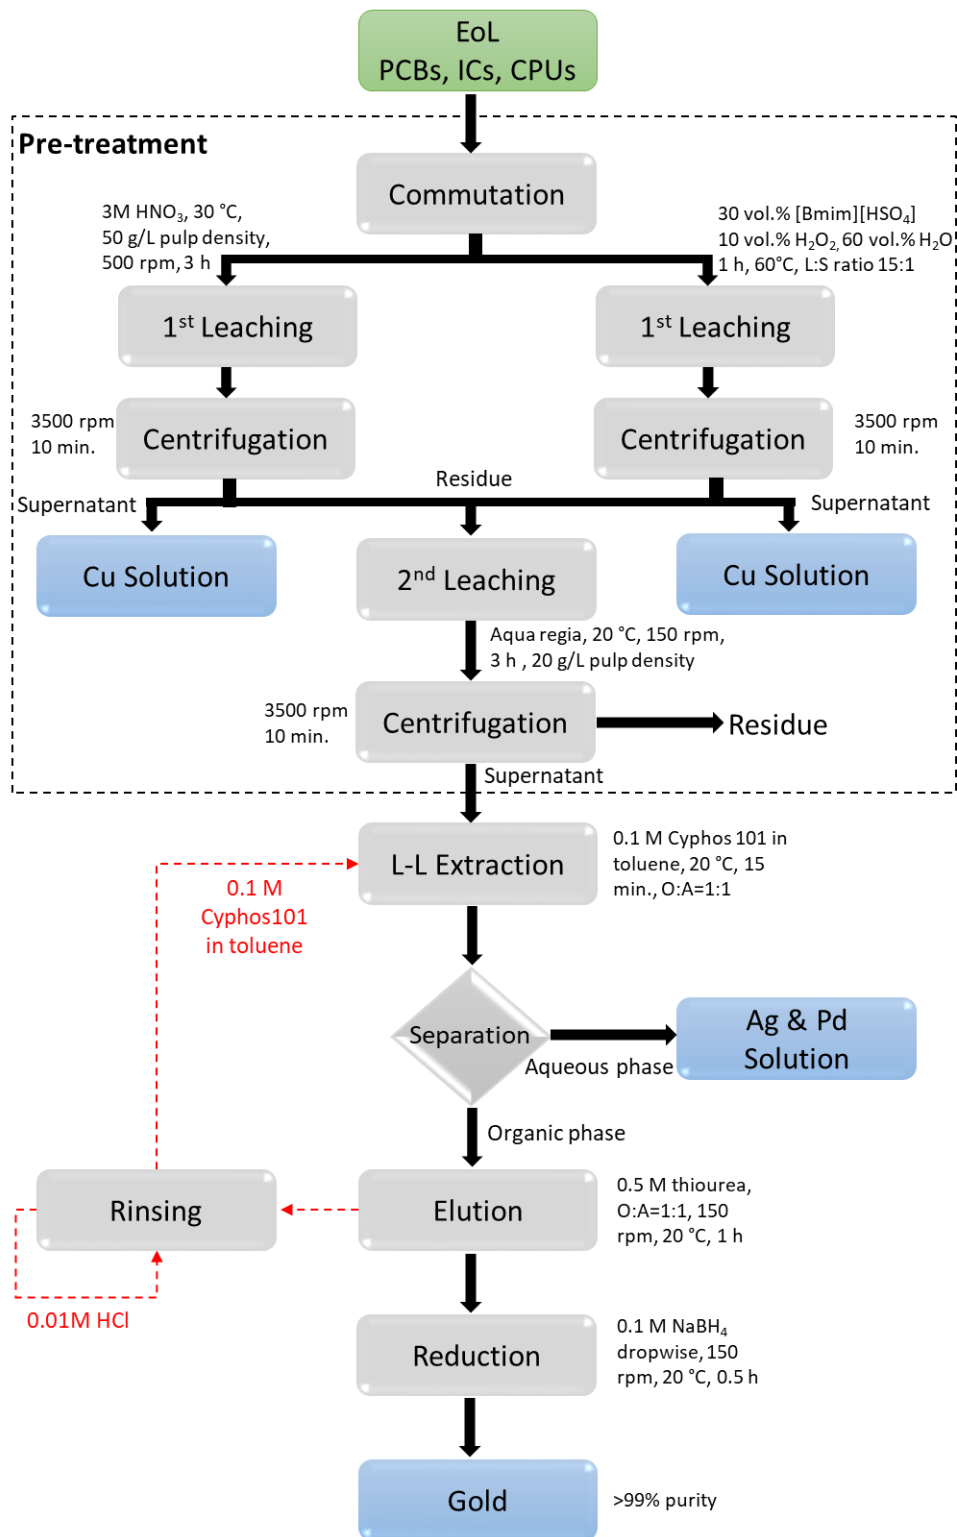 EoL
PCBs, ICs, CPUs
Pre-treatment
Commutation
3M HNO₃, 30 °C,
50 g/L pulp density,
500 rpm, 3 h
30 vol.% [Bmim][HSO₄]
10 vol.% H₂O₂, 60 vol.% H₂O
1 h, 60°C, L:S ratio 15:1
1st Leaching
1st Leaching
3500 rpm
10 min.
Centrifugation
Centrifugation
3500 rpm
10 min.
Supernatant
Residue
Supernatant
Cu Solution
2nd Leaching
Cu Solution
Aqua regia, 20 °C, 150 rpm,
3 h , 20 g/L pulp density
3500 rpm
10 min.
Centrifugation
Residue
Supernatant
L-L Extraction
0.1 M Cyphos 101 in
toluene, 20 °C, 15
min., O:A=1:1
0.1 M
Cyphos101
in toluene
Separation
Aqueous phase
Ag & Pd
Solution
Organic phase
Rinsing
Elution
0.5 M thiourea,
O:A=1:1, 150
rpm, 20 °C, 1 h
0.01M HCl
Reduction
0.1 M NaBH₄
dropwise, 150
rpm, 20 °C, 0.5 h
Gold
>99% purity